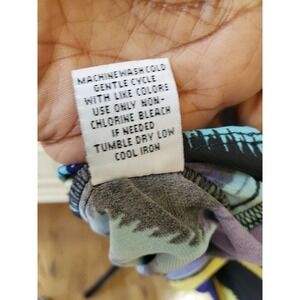 MACHINE WASH COLD
GENTLE CYCLE
WITH LIKE COLORS
USE ONLY NON-
CHLORINE BLEACH
IF NEEDED
TUMBLE DRY LOW
COOL IRON